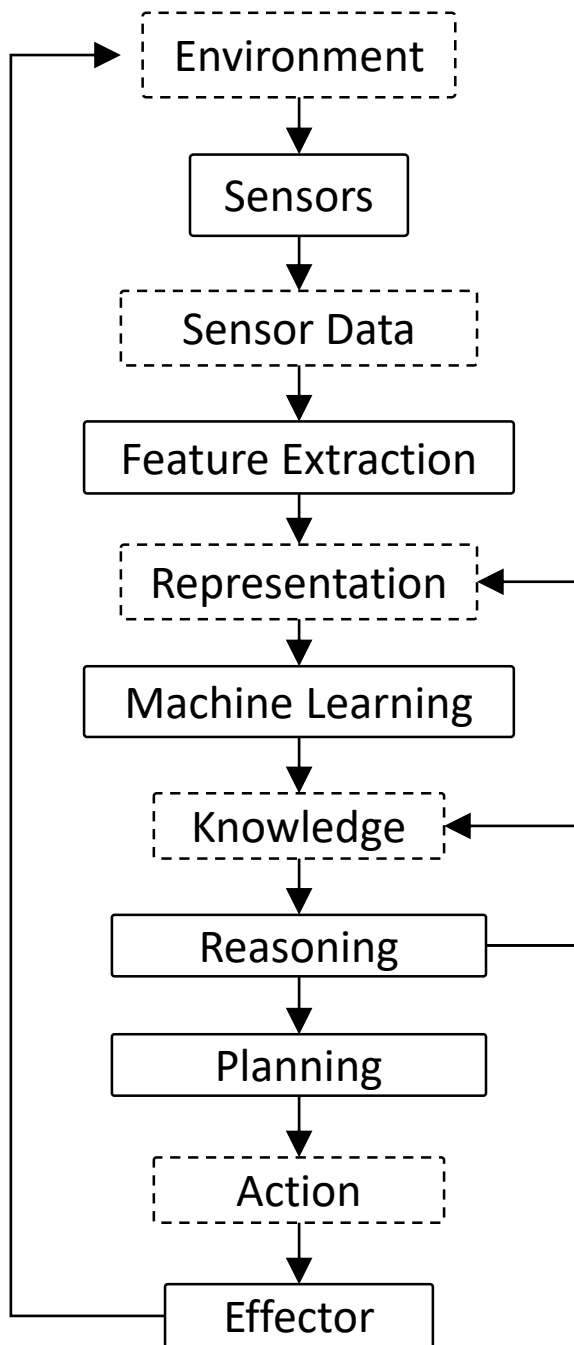 Environment
Sensors
Sensor Data
Feature Extraction
Representation
Machine Learning
Knowledge
Reasoning
Planning
Action
Effector